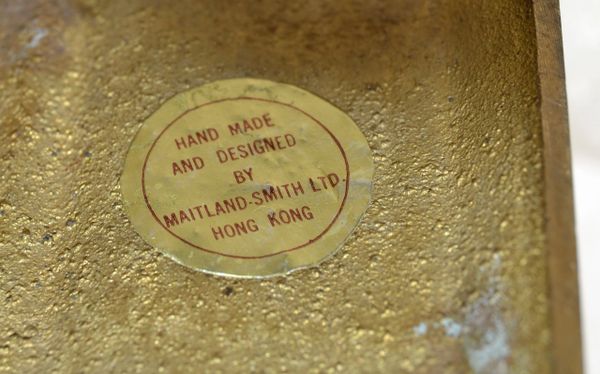 HAND MADE
AND DESIGNED
BY
MAITLAND-SMITH LTD.
HONG KONG